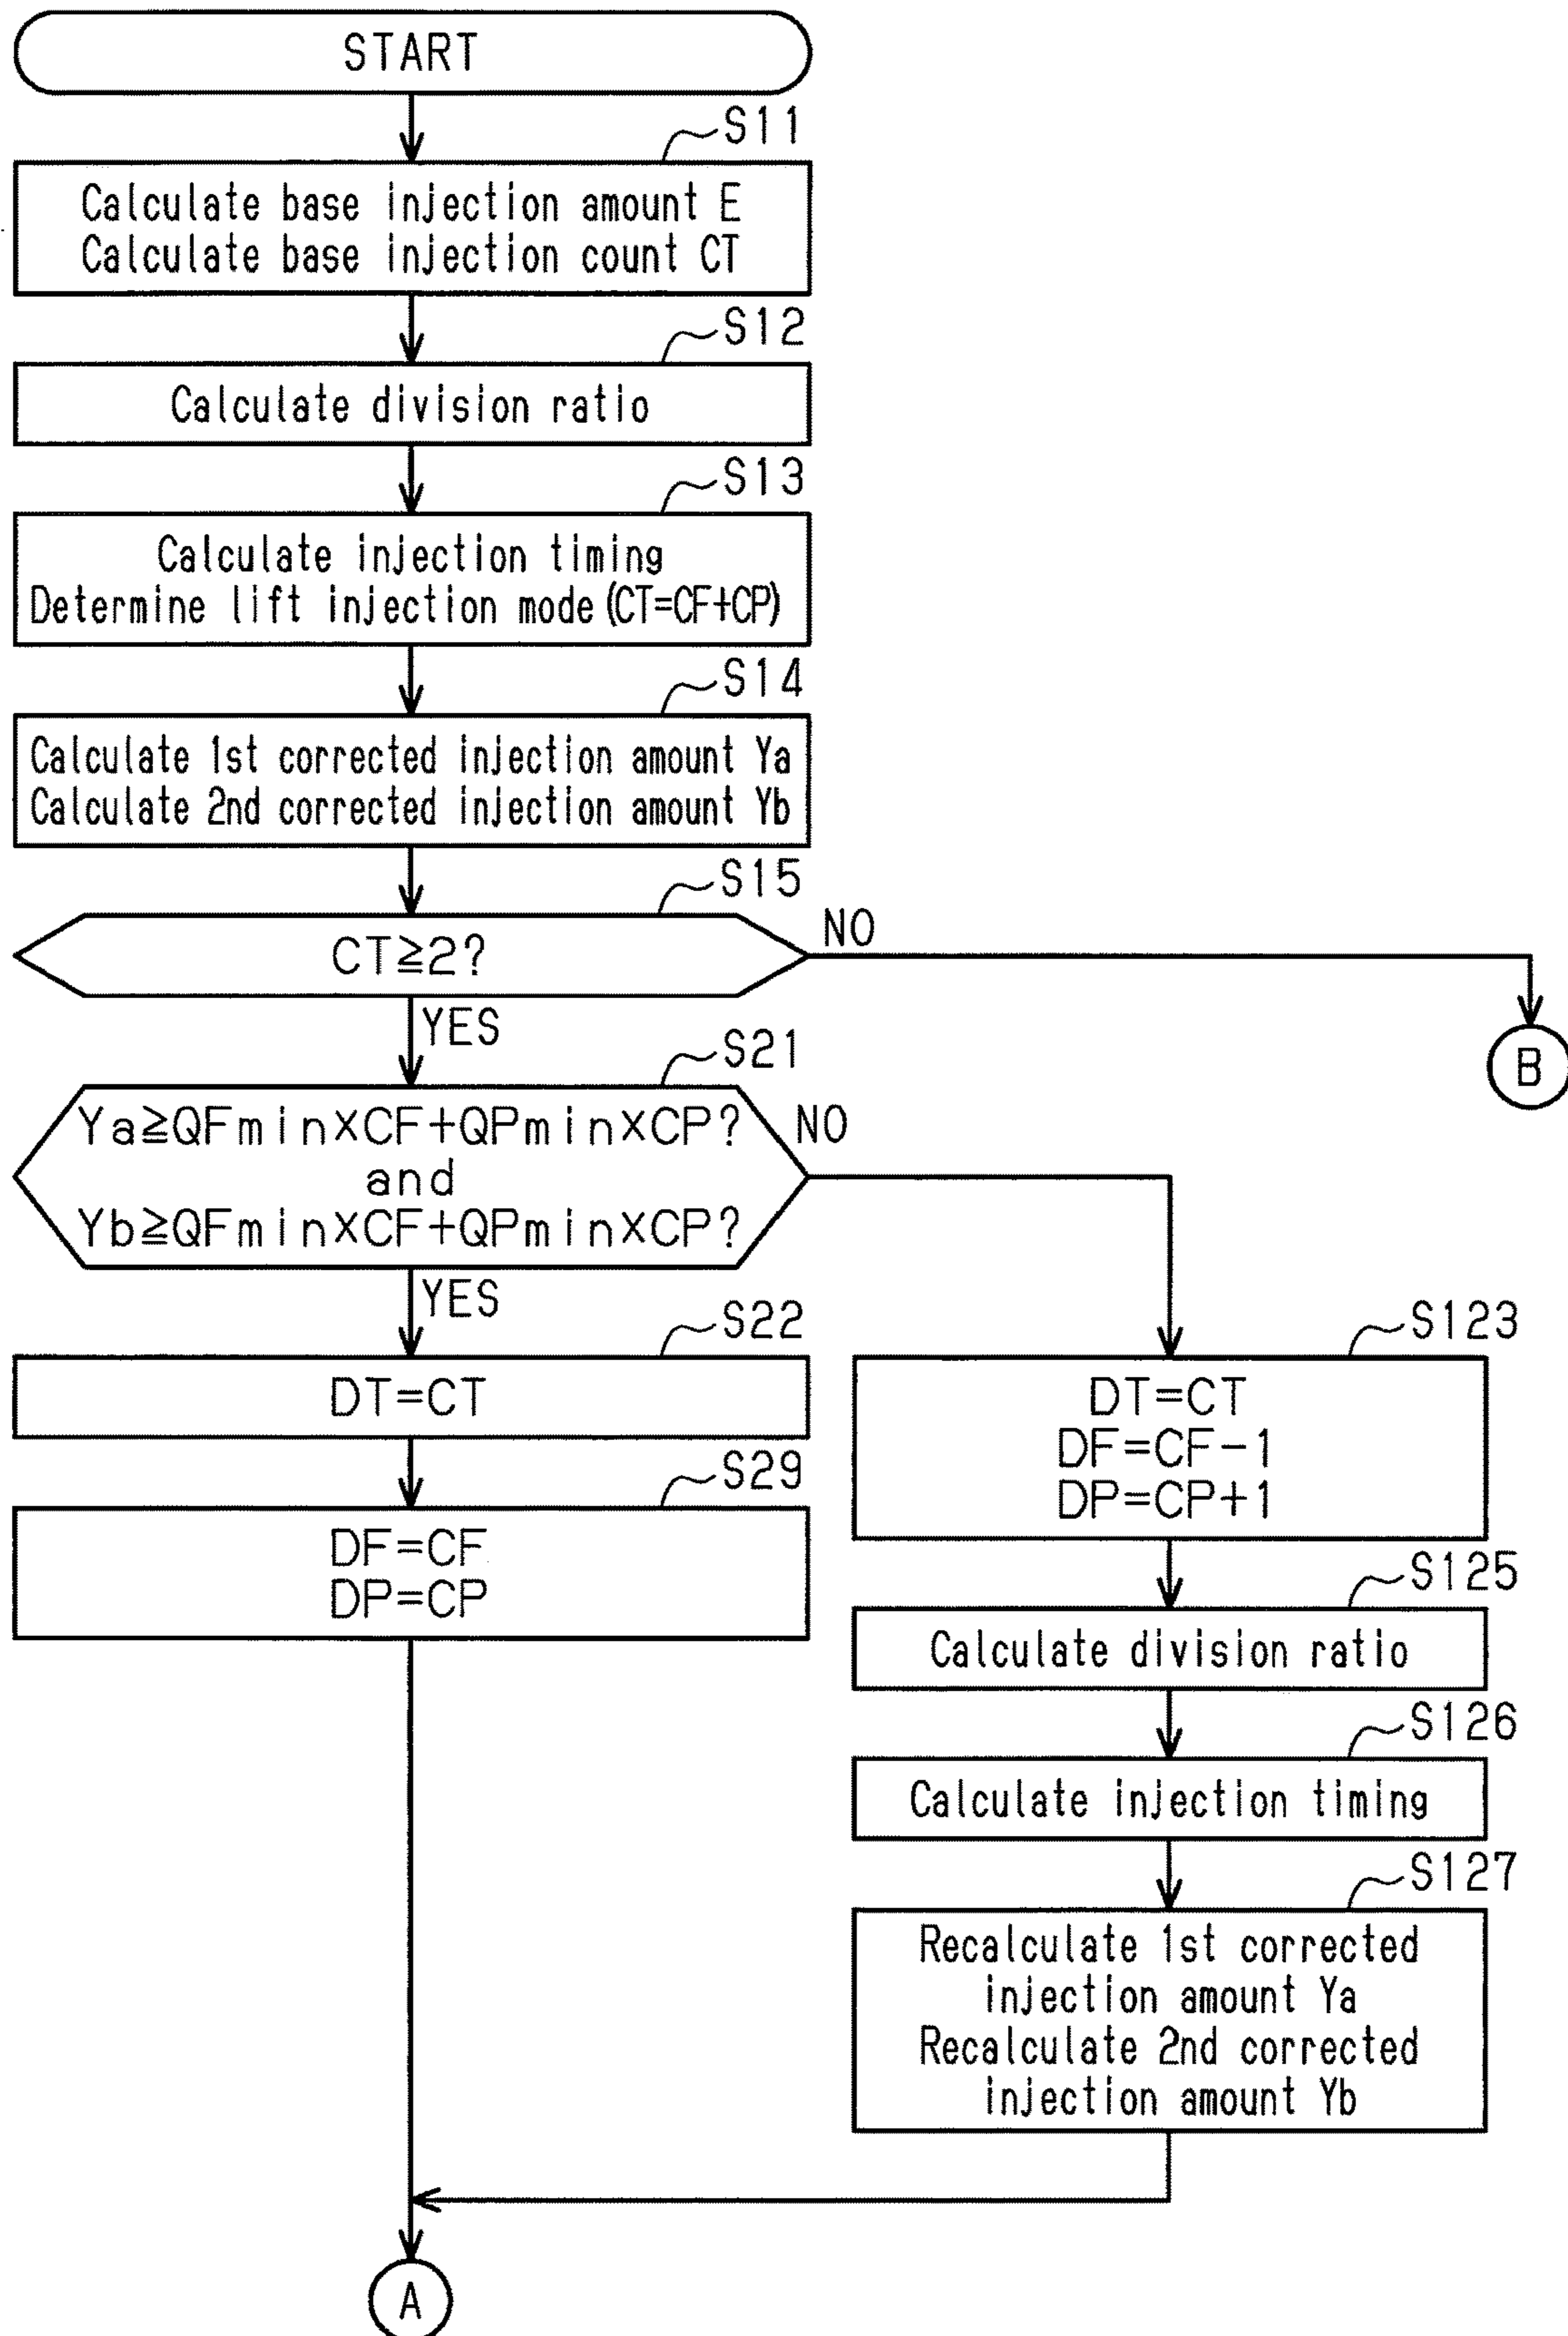 START
S11
Calculate base injection amount E
Calculate base injection count CT
S12
Calculate division ratio
S13
Calculate injection timing
Determine lift injection mode (CT=CF+CP)
S14
Calculate 1st corrected injection amount Ya
Calculate 2nd corrected injection amount Yb
S15
CT≧2?
NO
YES
B
S21
Ya≧QFmin×CF+QPmin×CP?
and
Yb≧QFmin×CF+QPmin×CP?
NO
YES
S22
DT=CT
S29
DF=CF
DP=CP
S123
DT=CT
DF=CF-1
DP=CP+1
S125
Calculate division ratio
S126
Calculate injection timing
S127
Recalculate 1st corrected
injection amount Ya
Recalculate 2nd corrected
injection amount Yb
A